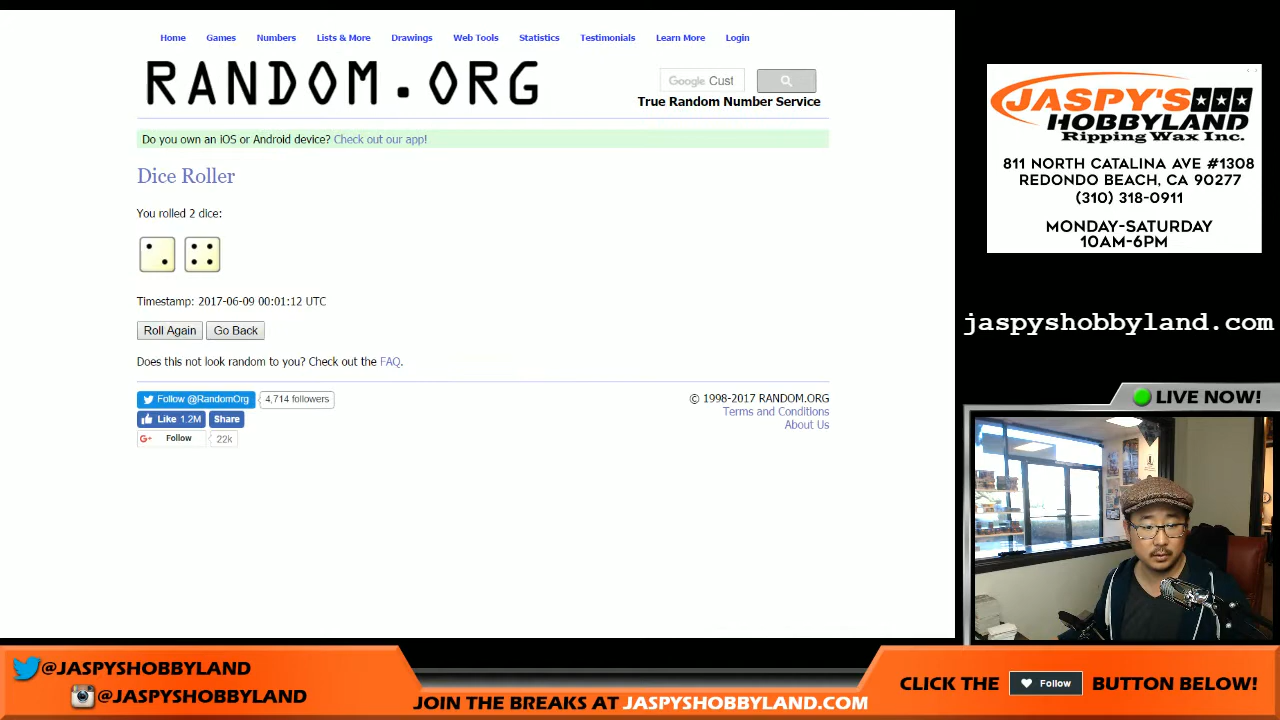 Home Games Numbers Lists & More Drawings Web Tools Statistics Testimonials Learn More Login
RANDOM.ORG
Google Cust
True Random Number Service
Do you own an iOS or Android device? Check out our app!
Dice Roller
You rolled 2 dice:
Timestamp: 2017-06-09 00:01:12 UTC
Roll Again Go Back
Does this not look random to you? Check out the FAQ.
Follow @RandomOrg 4,714 followers
Like 1.2M Share
G+ Follow 22k
© 1998-2017 RANDOM.ORG
Terms and Conditions
About Us
JASPY'S
HOBBYLAND
Ripping Wax Inc.
811 NORTH CATALINA AVE #1308
REDONDO BEACH, CA 90277
(310) 318-0911
MONDAY-SATURDAY
10AM-6PM
jaspyshobbyland.com
LIVE NOW!
@JASPYSHOBBYLAND
@JASPYSHOBBYLAND
JOIN THE BREAKS AT JASPYSHOBBYLAND.COM
CLICK THE Follow BUTTON BELOW!